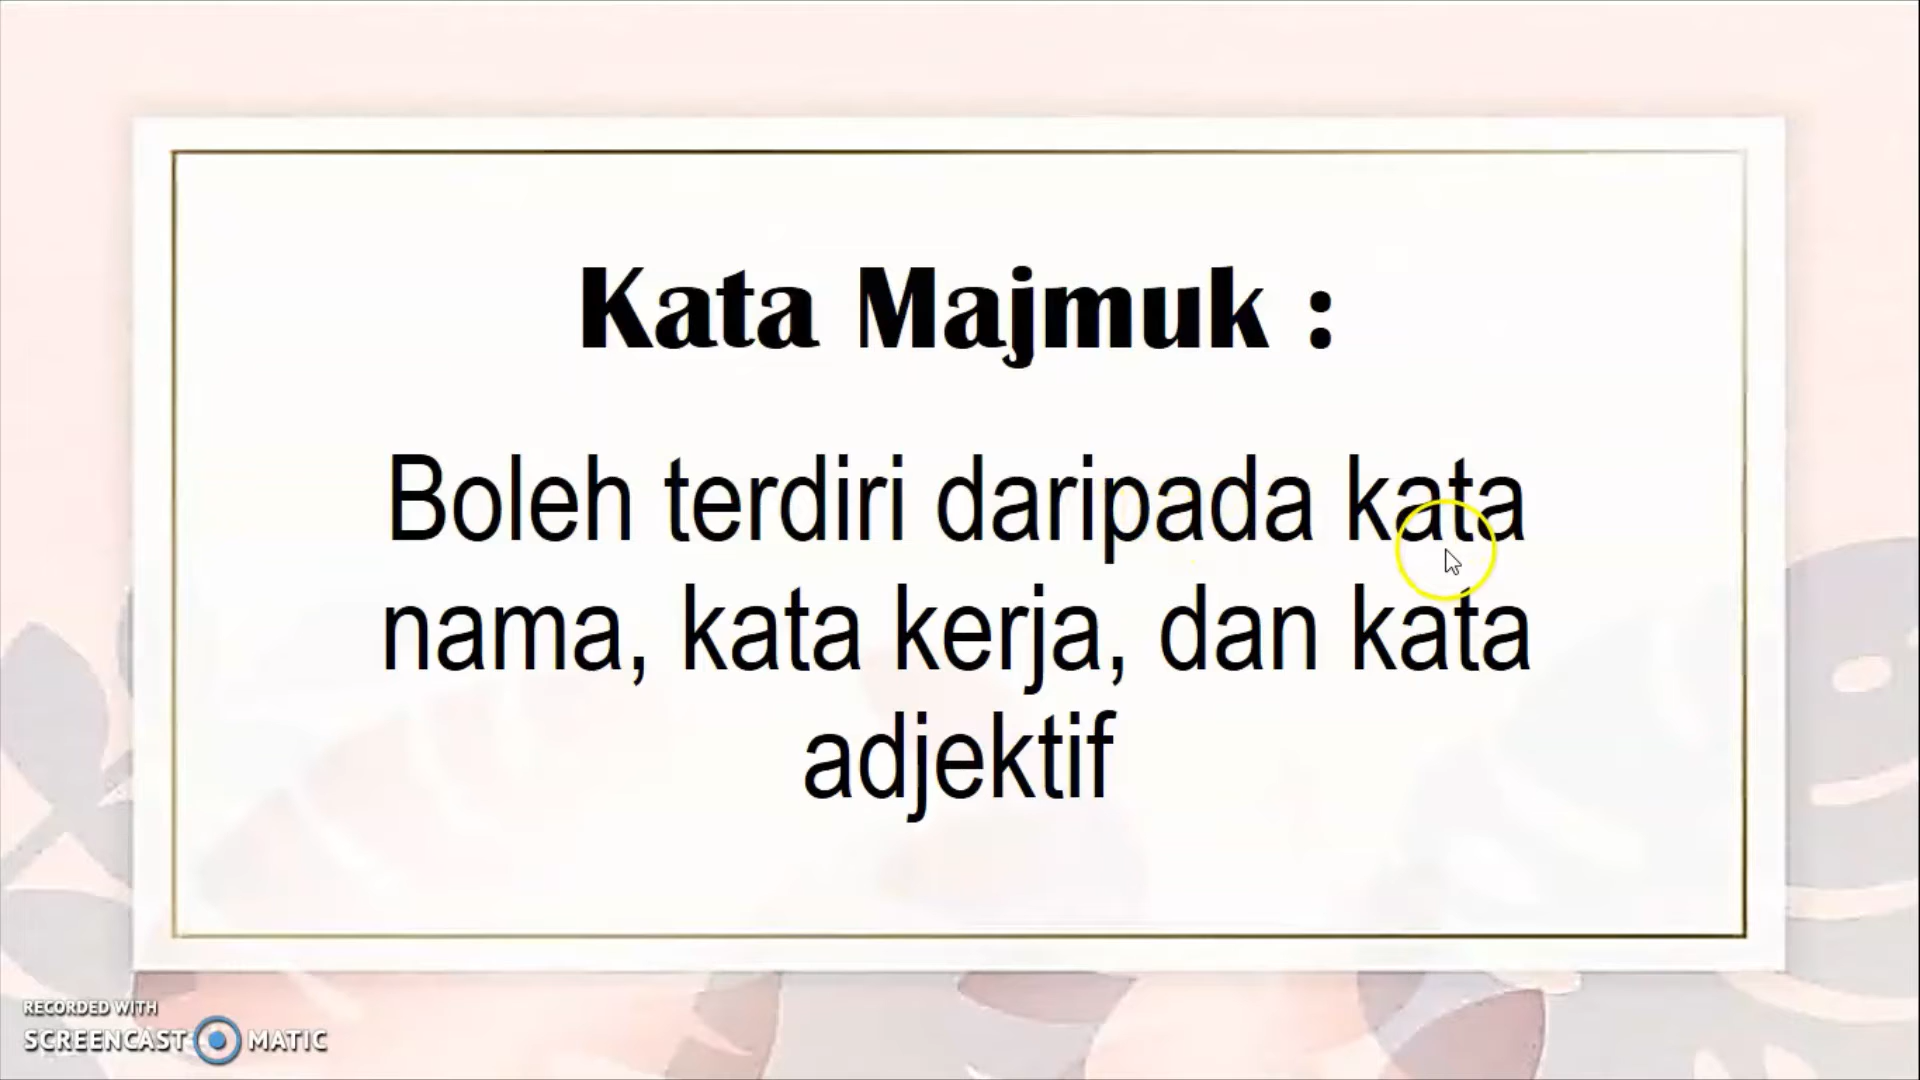 Kata Majmuk :
Boleh terdiri daripada kata
nama, kata kerja, dan kata
adjektif
RECORDED WITH
SCREENCAST MATIC